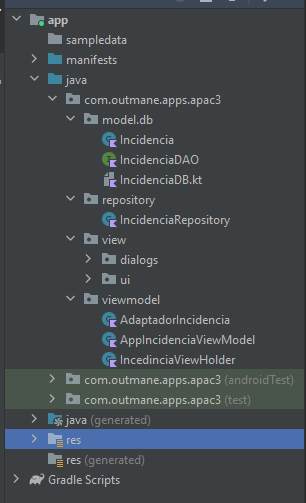 app
sampledata
manifests
java
com.outmane.apps.apac3
model.db
Incidencia
IncidenciaDAO
IncidenciaDB.kt
repository
IncidenciaRepository
view
dialogs
ui
viewmodel
AdaptadorIncidencia
AppIncidenciaViewModel
IncedinciaViewHolder
com.outmane.apps.apac3 (androidTest)
com.outmane.apps.apac3 (test)
java (generated)
res
res (generated)
Gradle Scripts